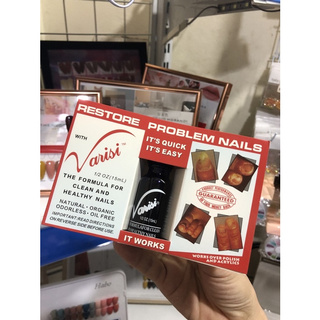 RESTORE PROBLEM NAILS
WITH
Varisi™
1/2 OZ (15mL)
THE FORMULA FOR
CLEAN AND
HEALTHY NAILS
NATURAL - ORGANIC
ODORLESS - OIL FREE
IMPORTANT-READ DIRECTIONS
ON REVERSE SIDE BEFORE USE
IT'S QUICK
IT'S EASY
Varisi
IT WORKS
GUARANTEED
WORKS OVER POLISH
AND ACRYLICS